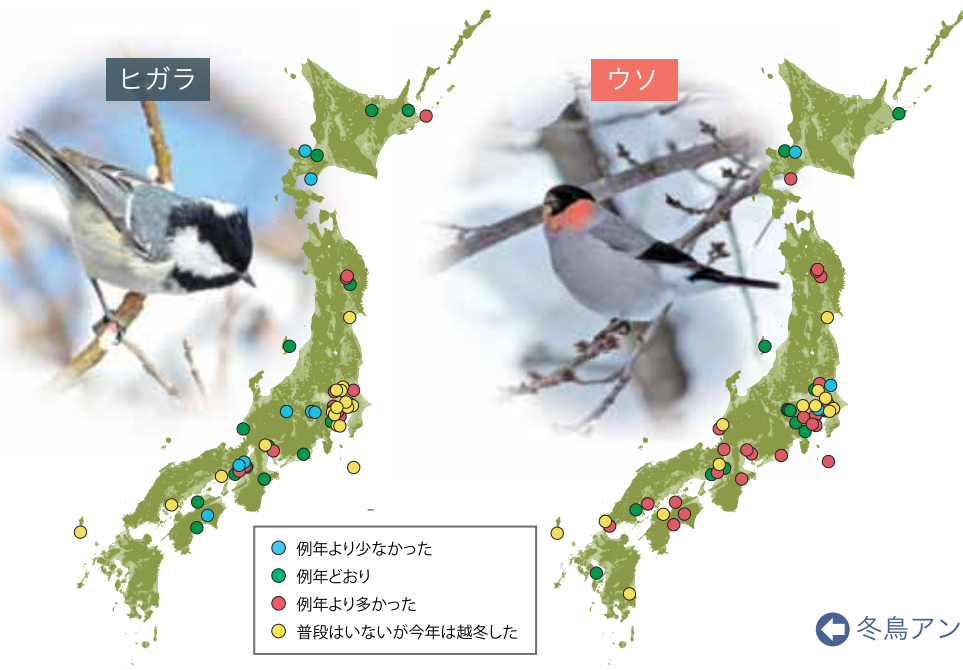 ヒガラ
ウソ
例年より少なかった
例年どおり
例年より多かった
普段はいないが今年は越冬した
冬鳥アン